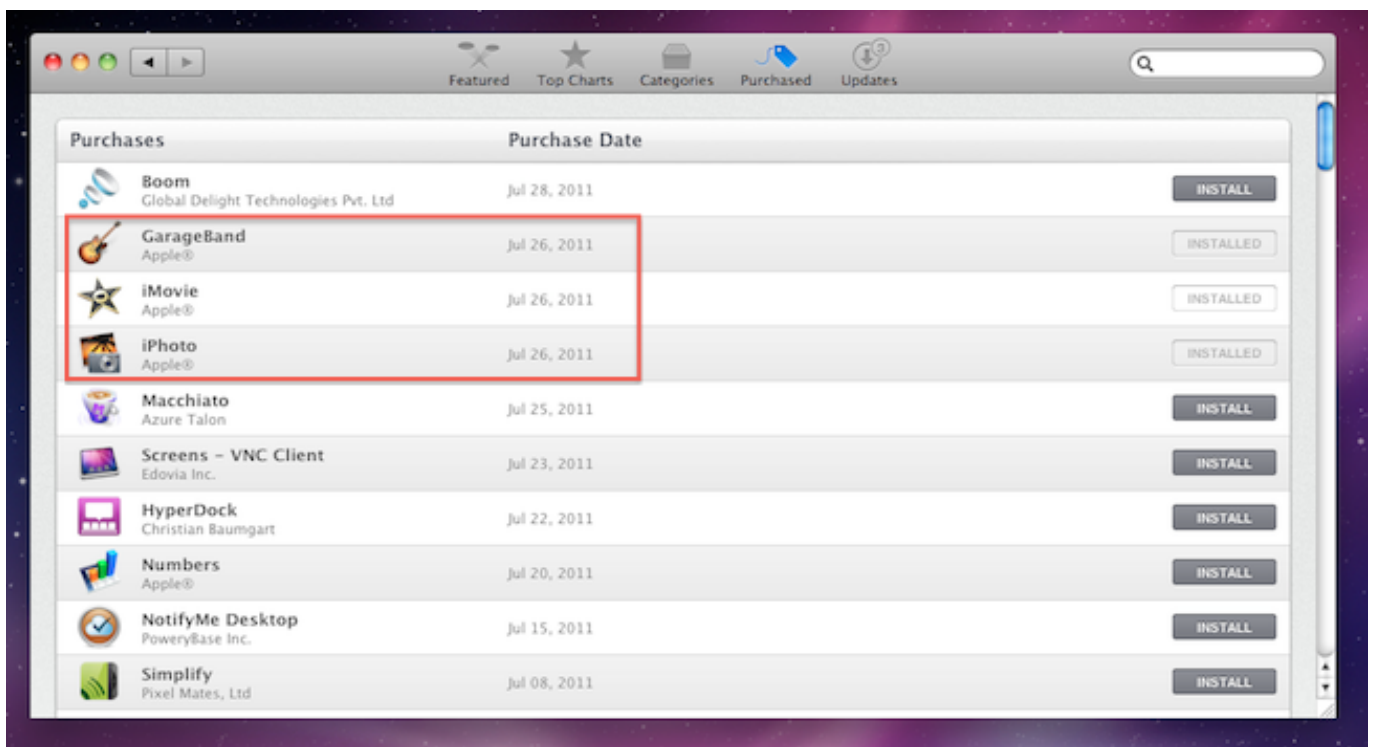 3
Featured Top Charts Categories Purchased Updates
Purchases Purchase Date
Boom
Global Delight Technologies Pvt. Ltd
Jul 28, 2011
INSTALL
GarageBand
Apple®
Jul 26, 2011
INSTALLED
iMovie
Apple®
Jul 26, 2011
INSTALLED
iPhoto
Apple®
Jul 26, 2011
INSTALLED
Macchiato
Azure Talon
Jul 25, 2011
INSTALL
Screens – VNC Client
Edovia Inc.
Jul 23, 2011
INSTALL
HyperDock
Christian Baumgart
Jul 22, 2011
INSTALL
Numbers
Apple®
Jul 20, 2011
INSTALL
NotifyMe Desktop
PoweryBase Inc.
Jul 15, 2011
INSTALL
Simplify
Pixel Mates, Ltd
Jul 08, 2011
INSTALL